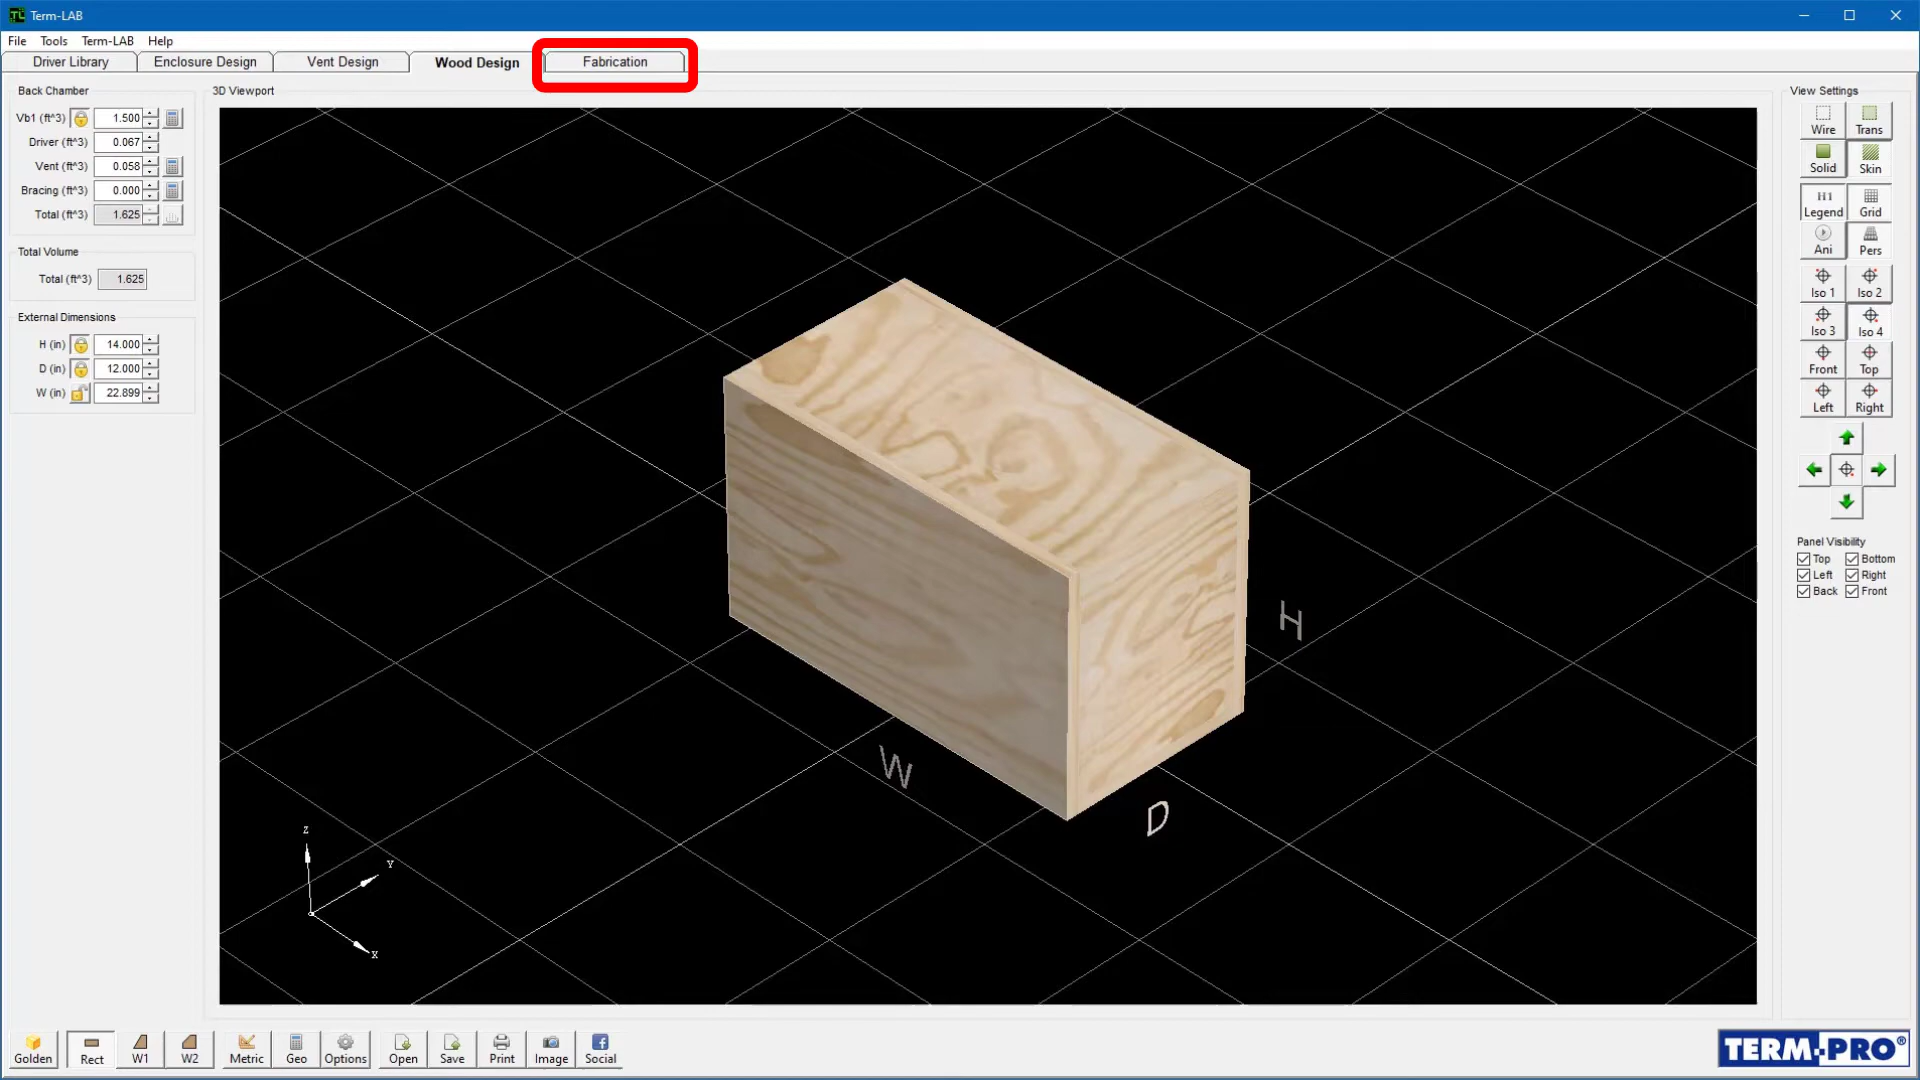 Term-LAB
File Tools Term-LAB Help
Driver Library Enclosure Design Vent Design Wood Design Fabrication
Back Chamber
Vb1 (ft^3) 1.500
Driver (ft^3) 0.067
Vent (ft^3) 0.058
Bracing (ft^3) 0.000
Total (ft^3) 1.625
Total Volume
Total (ft^3) 1.625
External Dimensions
H (in) 14.000
D (in) 12.000
W (in) 22.899
3D Viewport
H
W
D
Z
Y
X
View Settings
Wire Trans
Solid Skin
H1
Legend Grid
Ani Pers
Iso 1 Iso 2
Iso 3 Iso 4
Front Top
Left Right
Panel Visibility
Top Bottom
Left Right
Back Front
Golden Rect W1 W2 Metric Geo Options Open Save Print Image Social
TERM-PRO®